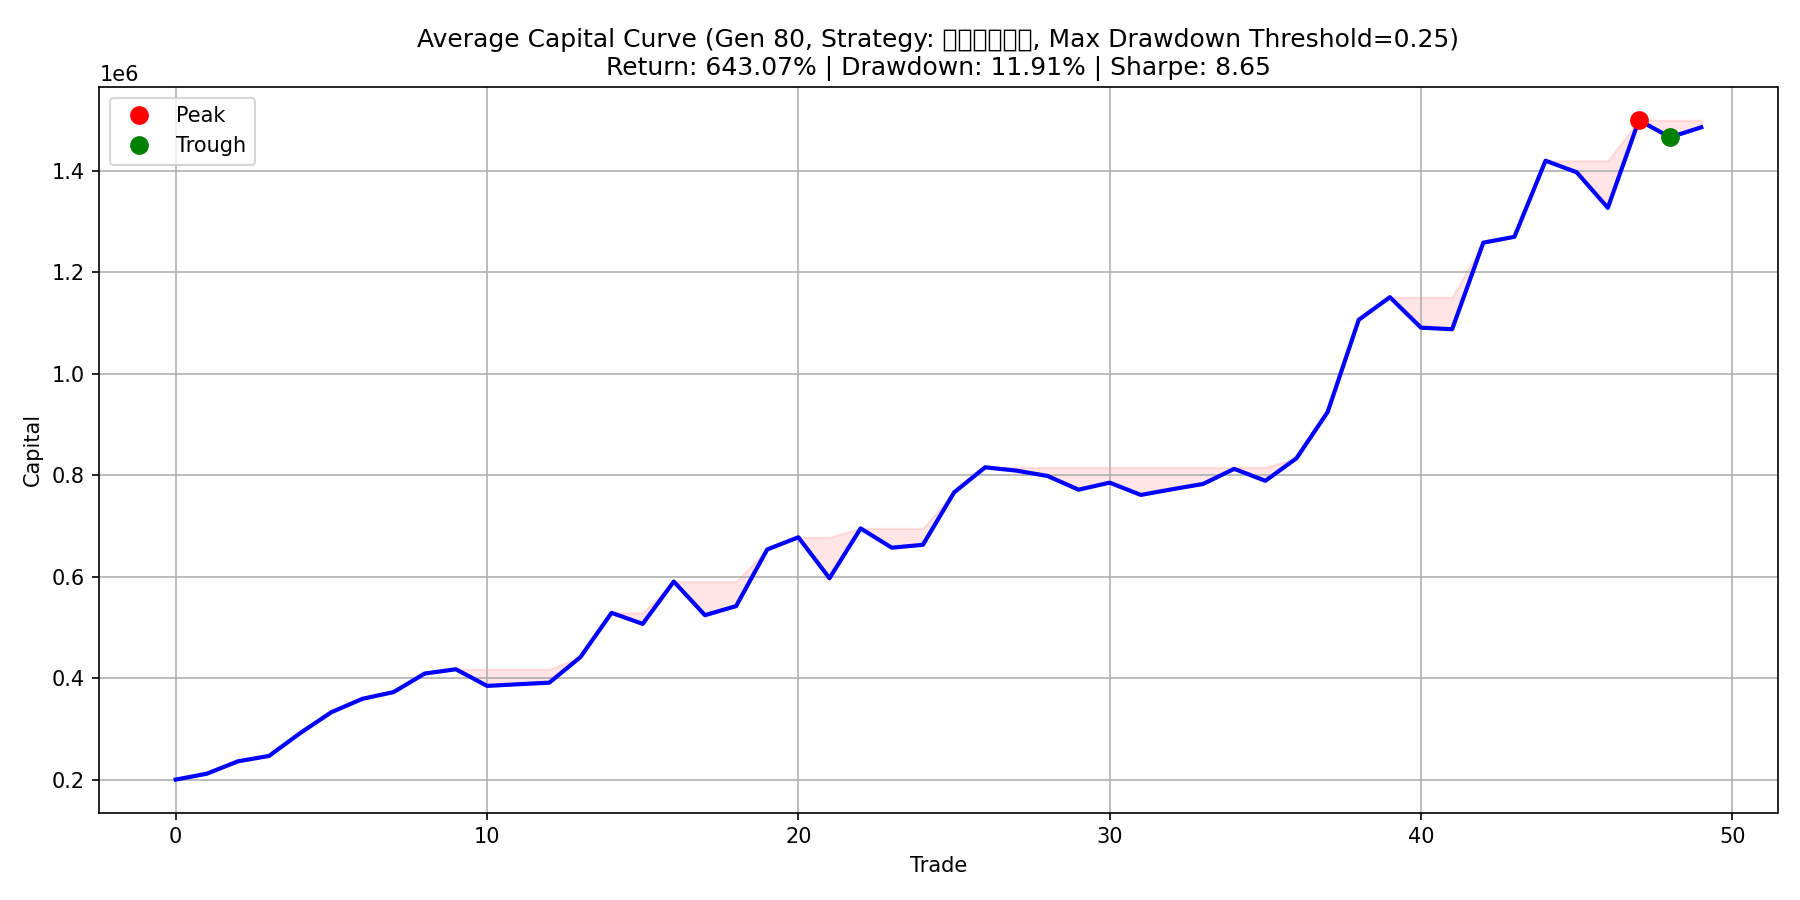 Average Capital Curve (Gen 80, Strategy: □□□□□□, Max Drawdown Threshold=0.25)
Return: 643.07% | Drawdown: 11.91% | Sharpe: 8.65
1e6
Peak
Trough
1.4
1.2
1.0
0.8
0.6
0.4
0.2
Capital
0
10
20
30
40
50
Trade